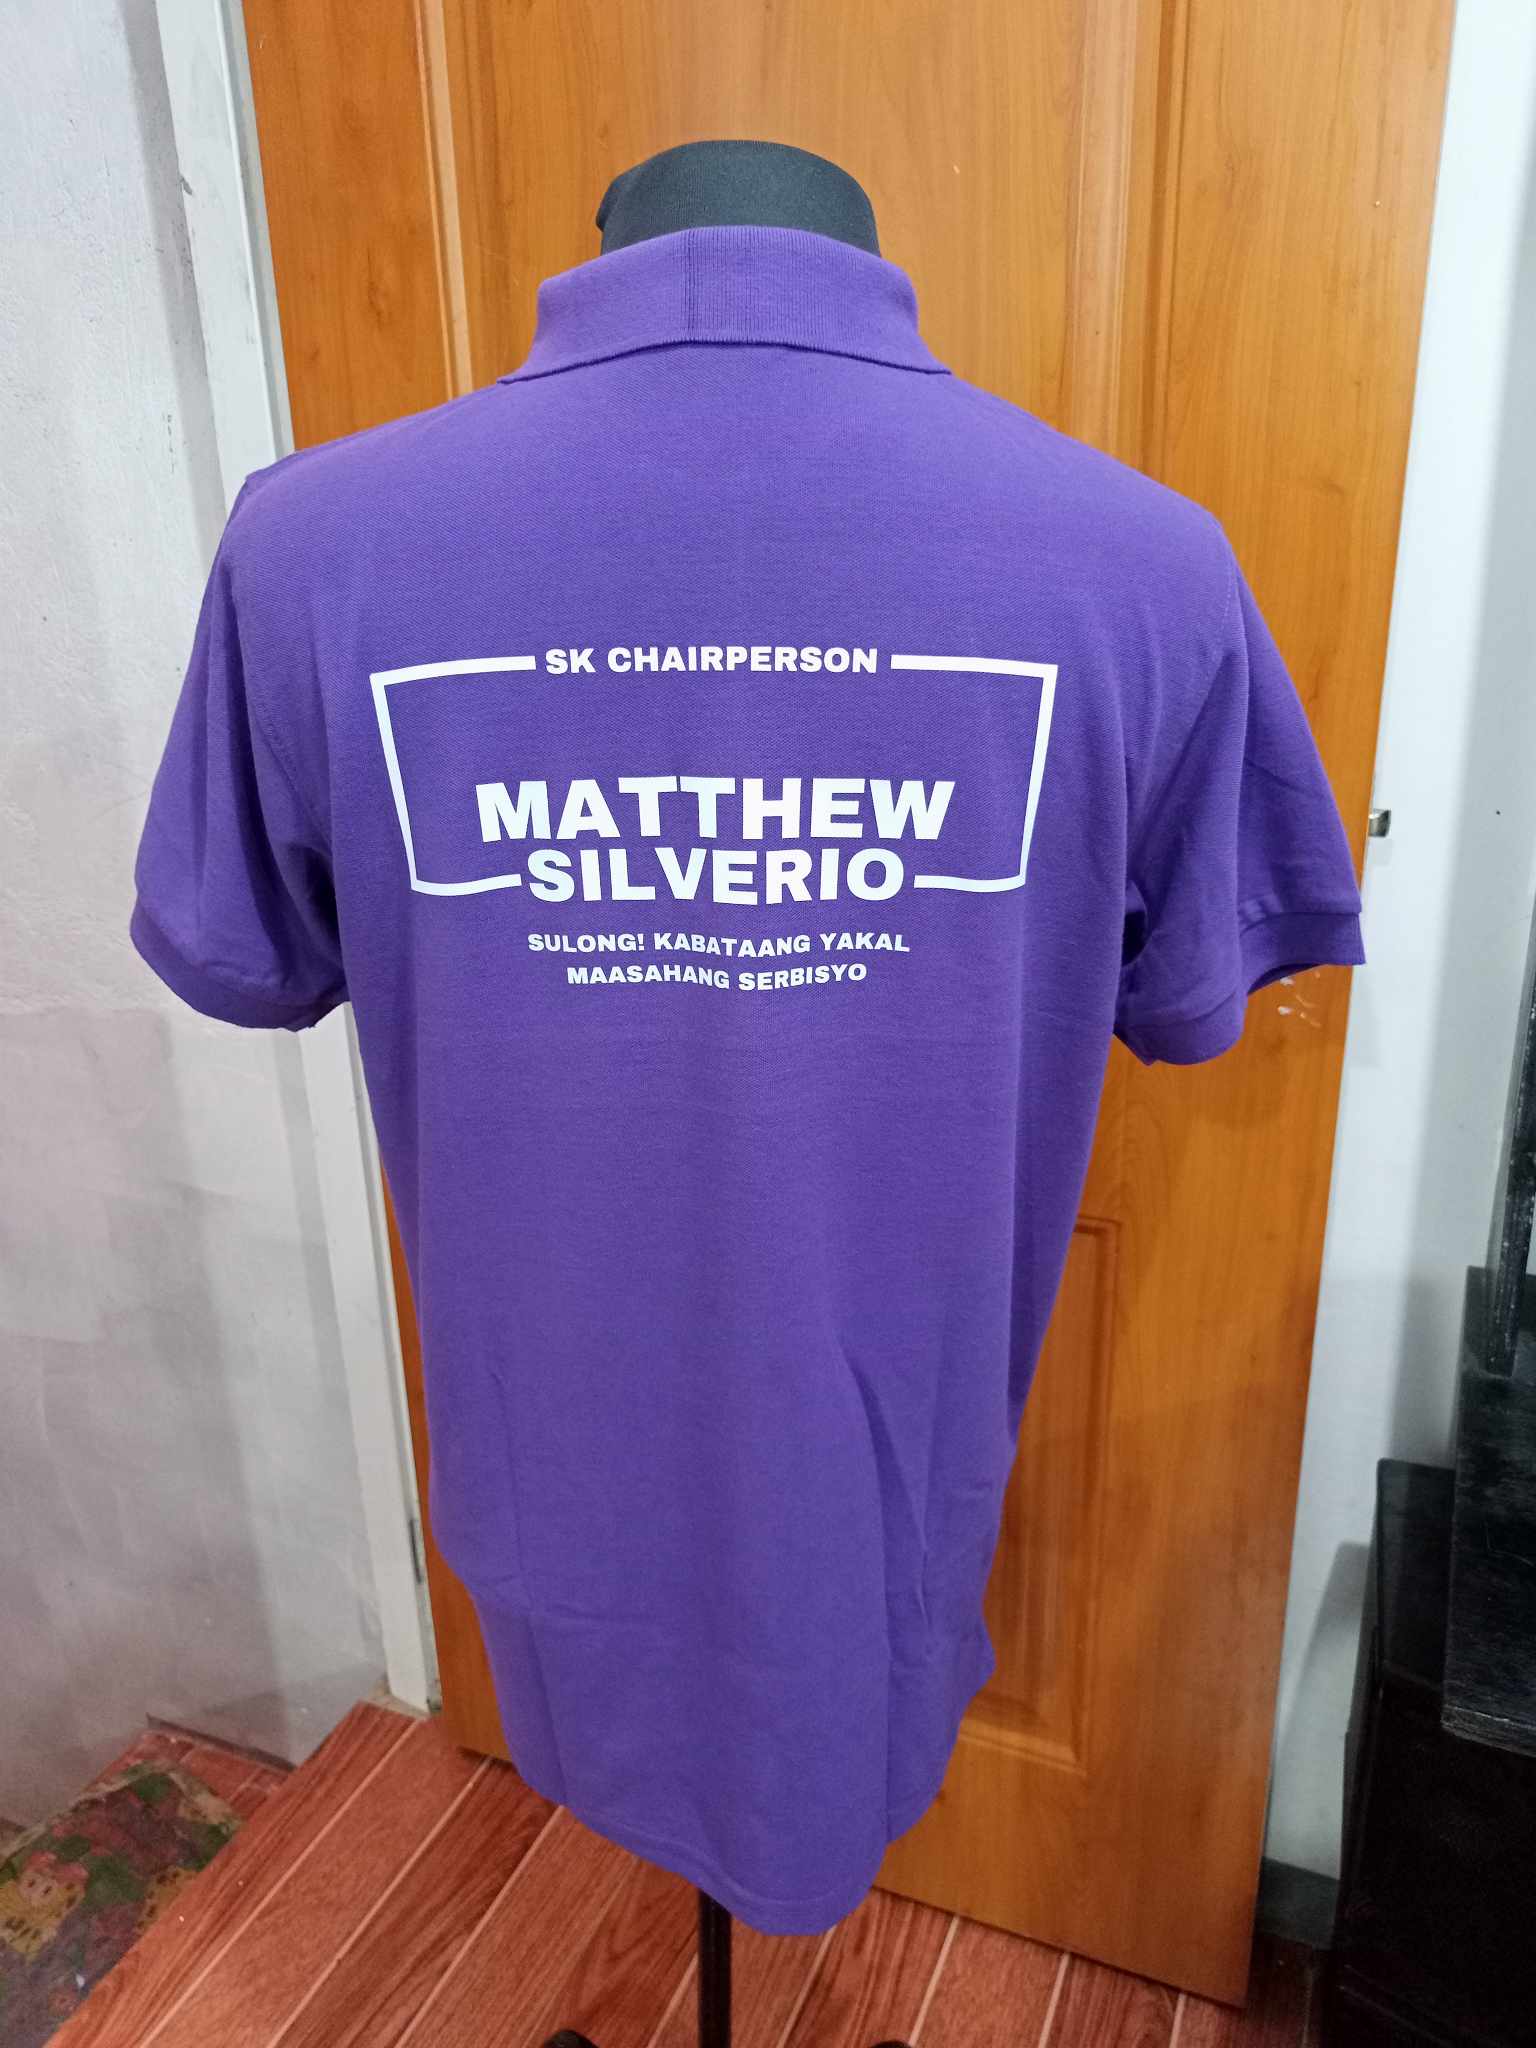 SK CHAIRPERSON
MATTHEW
SILVERIO
SULONG! KABATAANG YAKAL
MAASAHANG SERBISYO